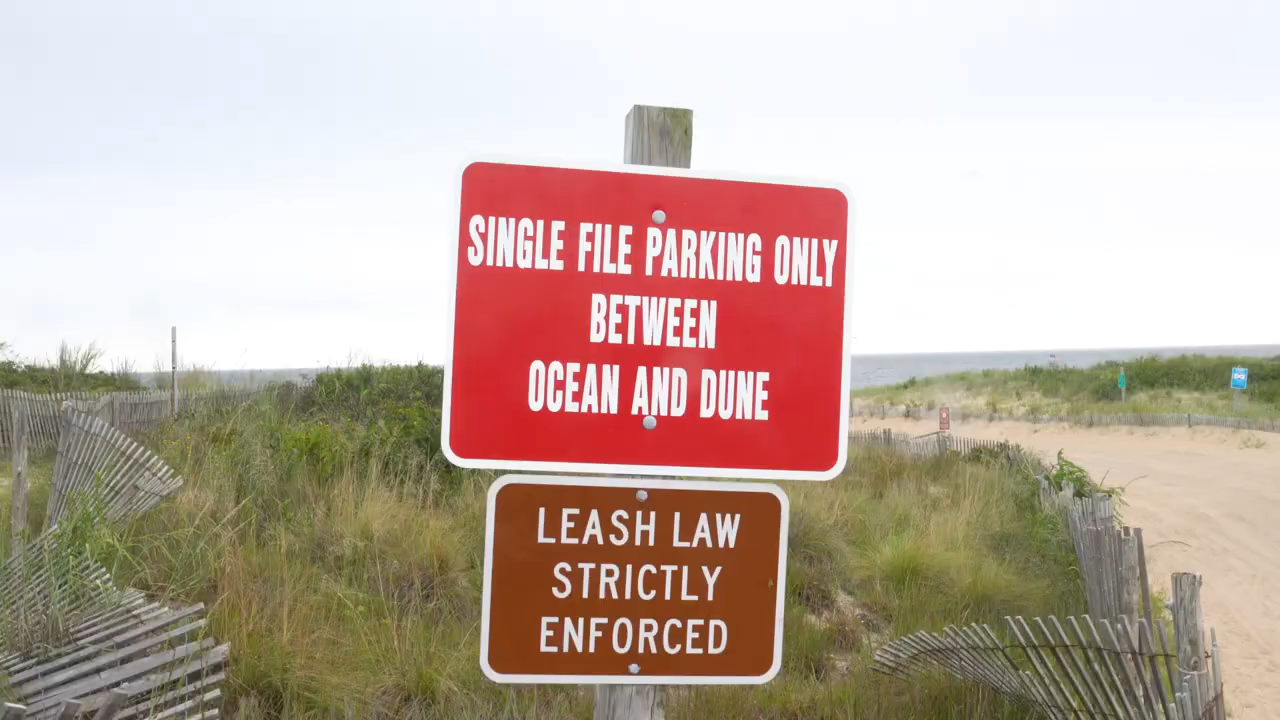 SINGLE FILE PARKING ONLY
BETWEEN
OCEAN AND DUNE
LEASH LAW
STRICTLY
ENFORCED